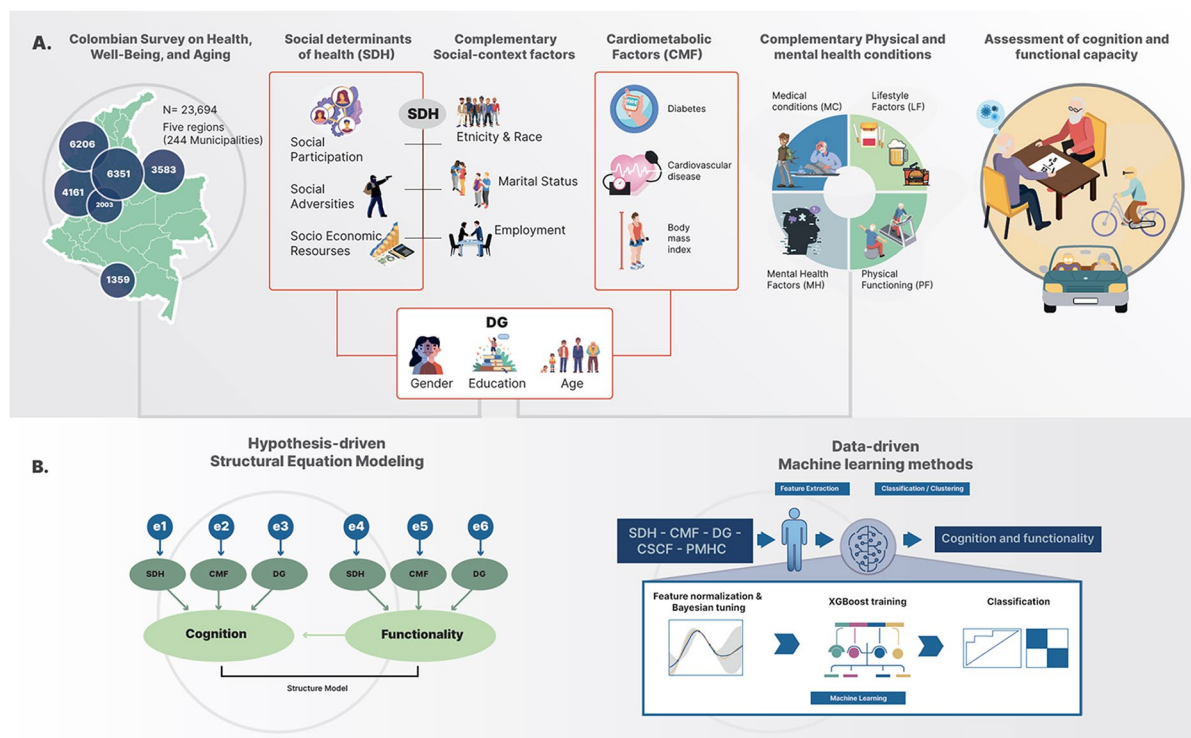 A.
Colombian Survey on Health,
Well-Being, and Aging
N= 23,694
Five regions
(244 Municipalities)
6206
6351
3583
4161
2003
1359
Social determinants
of health (SDH)
Social
Participation
Social
Adversities
Socio Economic
Resourses
SDH
Complementary
Social-context factors
Etnicity & Race
Marital Status
Employment
Cardiometabolic
Factors (CMF)
Diabetes
Cardiovascular
disease
Body
mass
index
Complementary Physical and
mental health conditions
Medical
conditions (MC)
Lifestyle
Factors (LF)
Mental Health
Factors (MH)
Physical
Functioning (PF)
Assessment of cognition and
functional capacity
DG
Gender
Education
Age
B.
Hypothesis-driven
Structural Equation Modeling
e1
e2
e3
e4
e5
e6
SDH
CMF
DG
SDH
CMF
DG
Cognition
Functionality
Structure Model
Data-driven
Machine learning methods
Feature Extraction
Classification / Clustering
SDH - CMF - DG -
CSCF - PMHC
Cognition and functionality
Feature normalization &
Bayesian tuning
XGBoost training
Classification
Machine Learning